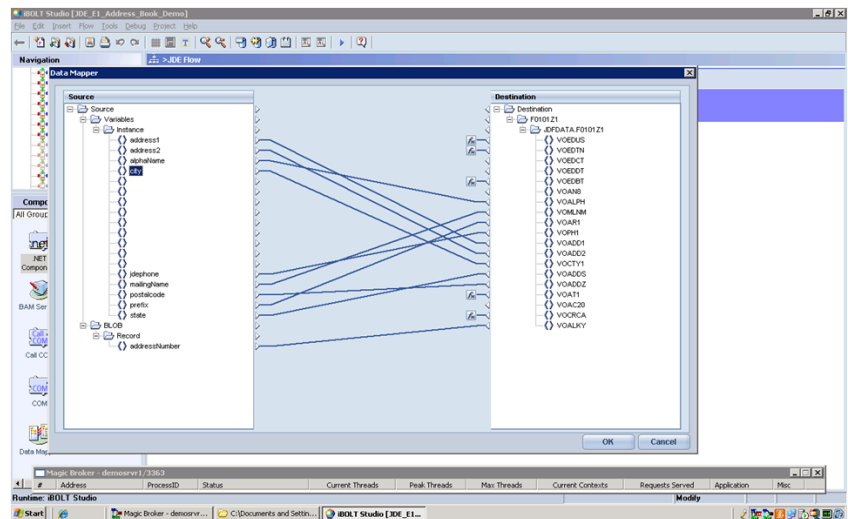 iBOLT Studio [JDE_E1_Address_Book_Demo]
File Edit Insert Flow Tools Debug Project Help
Navigation >JDE Flow
Data Mapper
Source
Source
Variables
Instance
address1
address2
alphaName
city
jdephone
mailingName
postalcode
prefix
state
BLOB
Record
addressNumber
Destination
Destination
F0101Z1
JDFDATA.F0101Z1
VOEDUS
VOEDTN
VOEDCT
VOEDDT
VOEDBT
VOAN8
VOALPH
VOMLNM
VOAR1
VOPH1
VOADD1
VOADD2
VOCTY1
VOADDS
VOADDZ
VOAT1
VOAC20
VOCRCA
VOALKY
OK Cancel
Compo
All Group
.NET
Compon
BAM Ser
Call CO
COM
Data Map
Magic Broker - demosrvr1/3363
# Address ProcessID Status Current Threads Peak Threads Max Threads Current Contexts Requests Served Application Misc
Runtime: iBOLT Studio Modify
Start Magic Broker - demosrvr... C:\Documents and Settin... iBOLT Studio [JDE_E1...